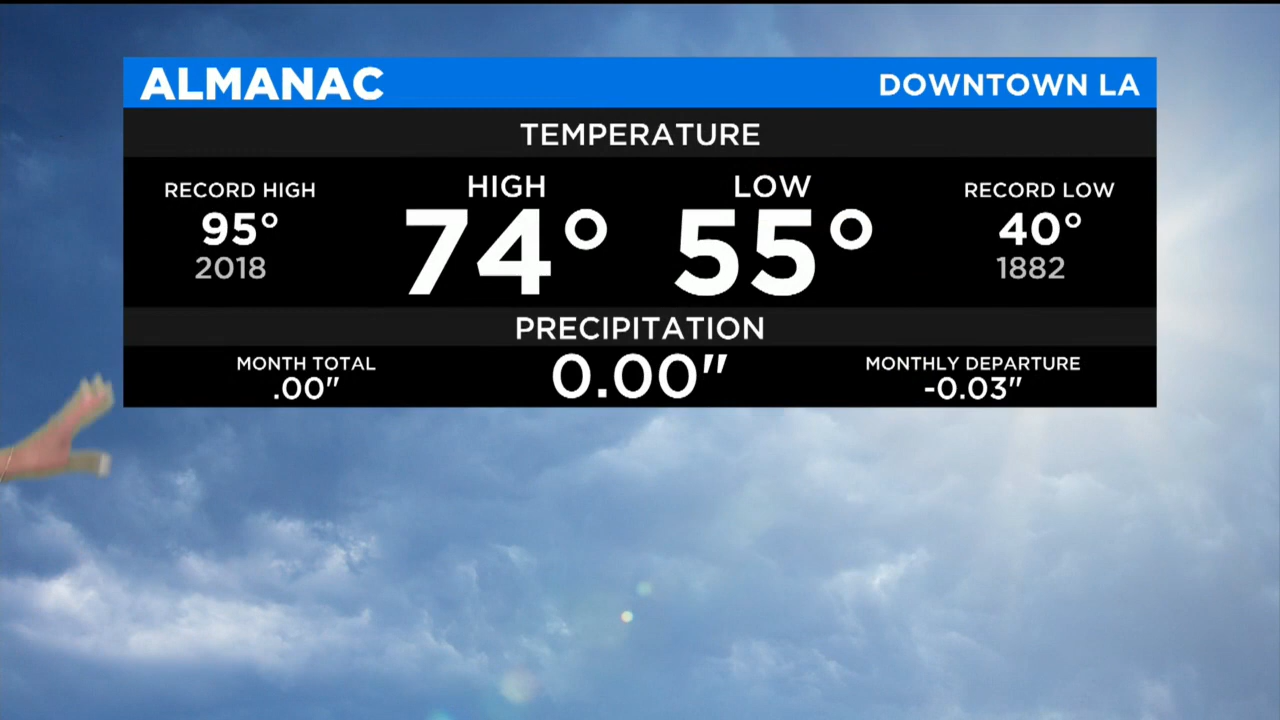 ALMANAC DOWNTOWN LA
TEMPERATURE
RECORD HIGH HIGH LOW RECORD LOW
95° 74° 55° 40°
2018 1882
PRECIPITATION
MONTH TOTAL 0.00" MONTHLY DEPARTURE
.00" -0.03"